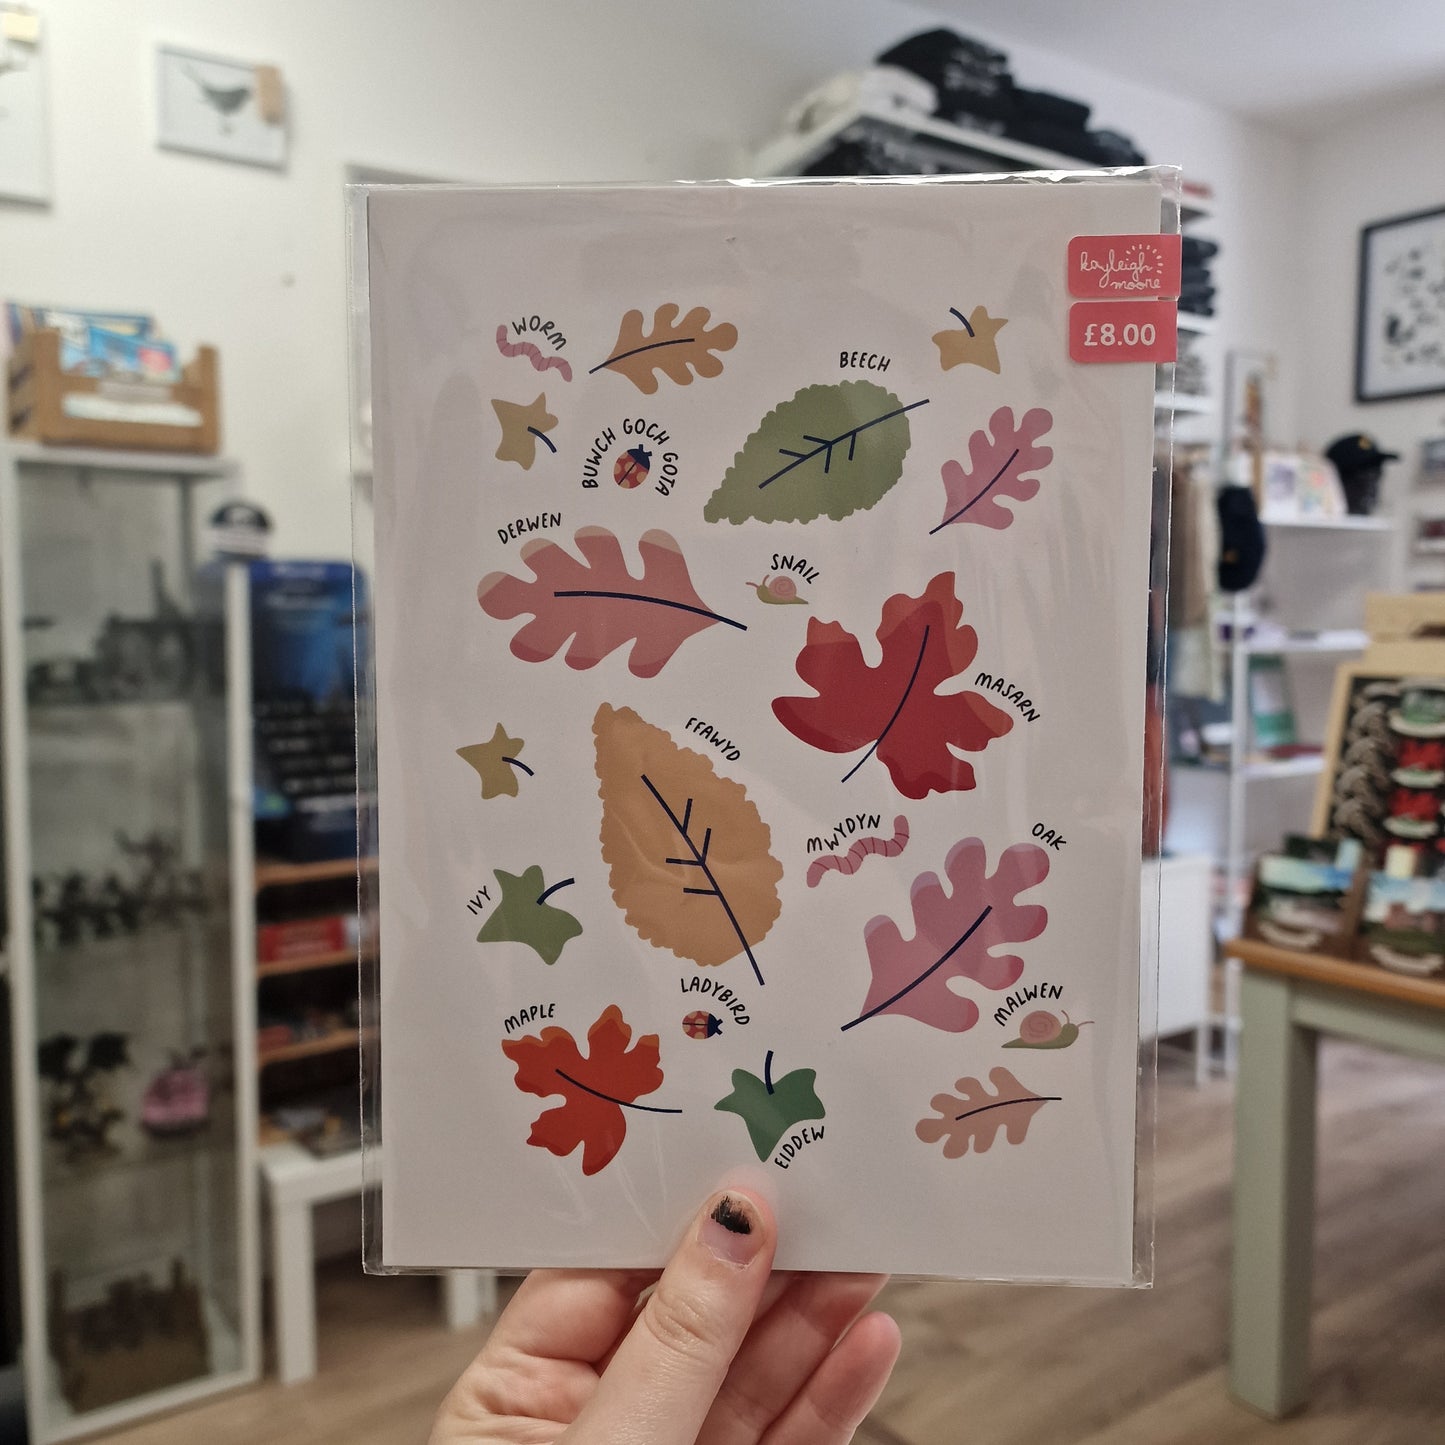 kayleigh
moore
£8.00
WORM
BEECH
BUWCH GOCH GOTA
DERWEN
SNAIL
MASARN
FFAWYD
MWYDYN
OAK
IVY
LADYBIRD
MALWEN
MAPLE
EIDDEW